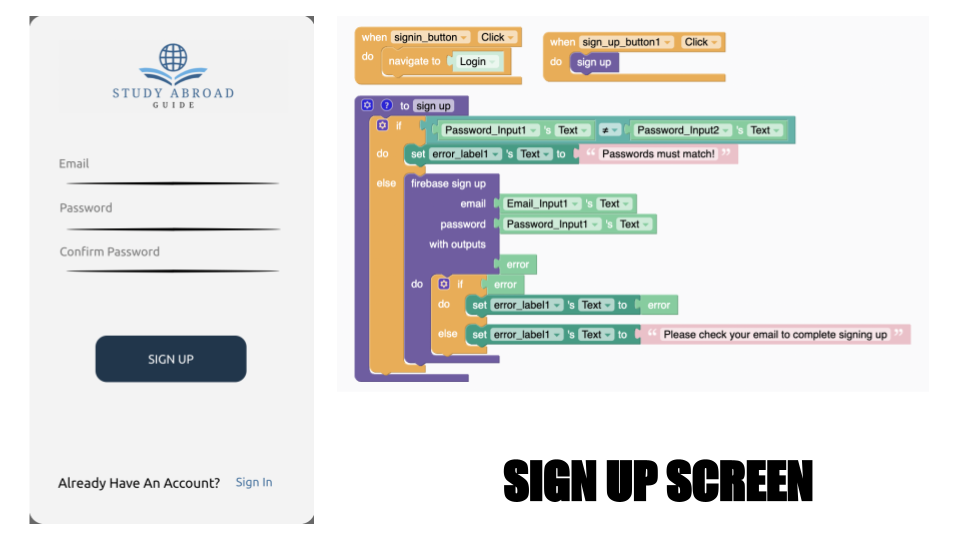 STUDY ABROAD
GUIDE
Email
Password
Confirm Password
SIGN UP
Already Have An Account? Sign In
when signin_button Click
do navigate to Login
when sign_up_button1 Click
do sign up
to sign up
if Password_Input1 's Text ≠ Password_Input2 's Text
do set error_label1 's Text to “ Passwords must match! ”
else firebase sign up
email Email_Input1 's Text
password Password_Input1 's Text
with outputs
error
do if error
do set error_label1 's Text to error
else set error_label1 's Text to “ Please check your email to complete signing up ”
SIGN UP SCREEN